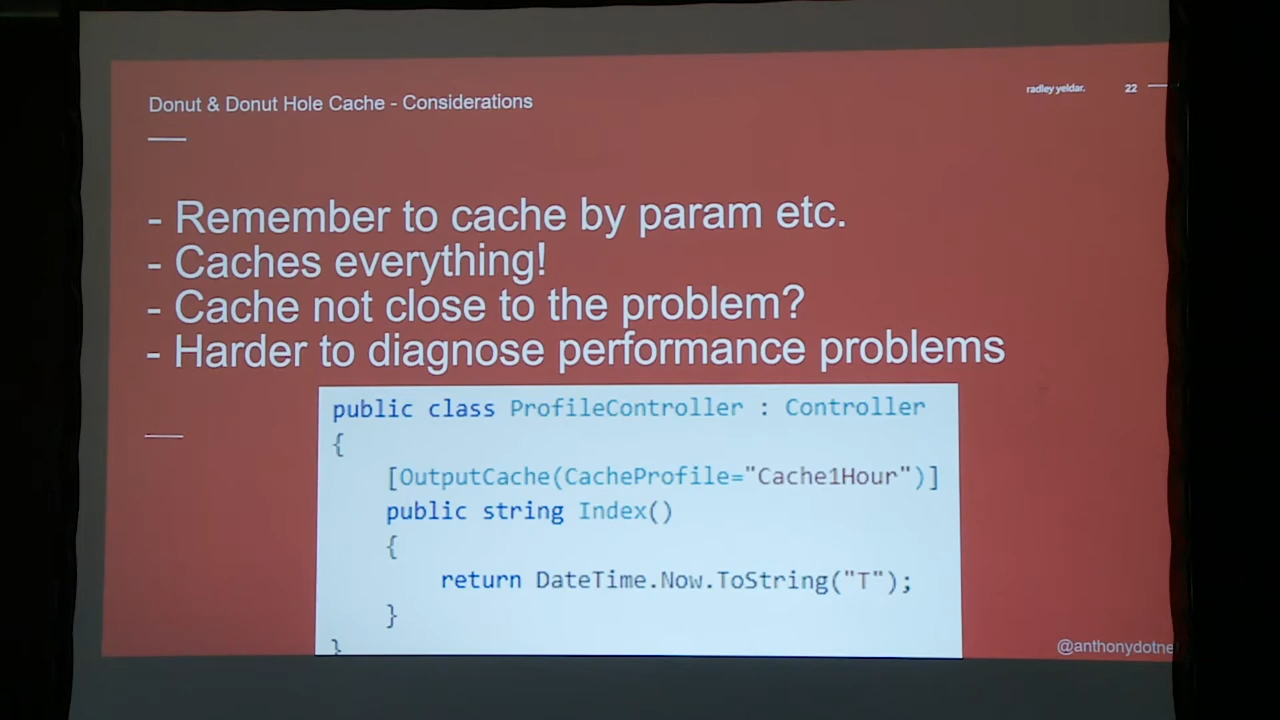 Donut & Donut Hole Cache - Considerations
radley yeldar.
22
- Remember to cache by param etc.
- Caches everything!
- Cache not close to the problem?
- Harder to diagnose performance problems
public class ProfileController : Controller
{
[OutputCache(CacheProfile="Cache1Hour")]
public string Index()
{
return DateTime.Now.ToString("T");
}
}
@anthonydotne